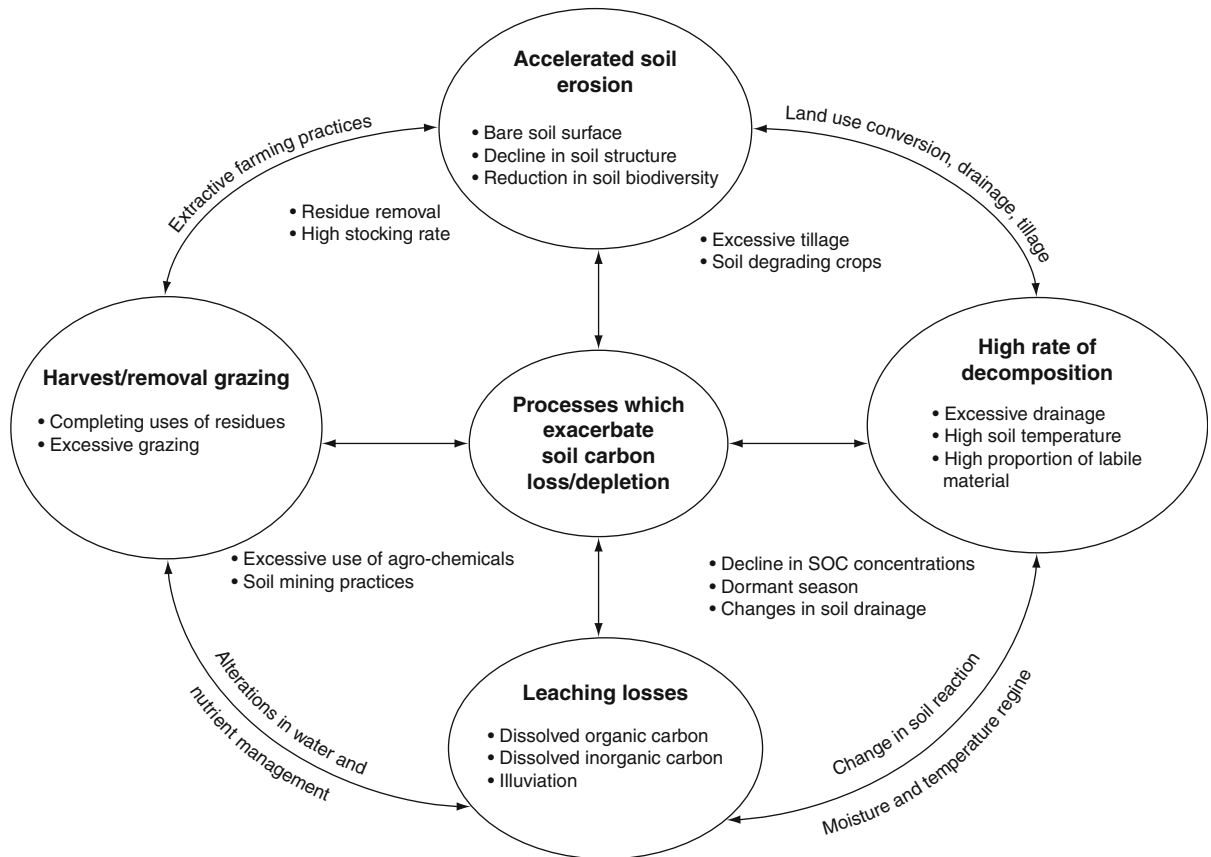 Accelerated soil
erosion
• Bare soil surface
• Decline in soil structure
• Reduction in soil biodiversity
Extractive farming practices
Land use conversion, drainage, tillage
• Residue removal
• High stocking rate
• Excessive tillage
• Soil degrading crops
Harvest/removal grazing
• Completing uses of residues
• Excessive grazing
Processes which
exacerbate
soil carbon
loss/depletion
High rate of
decomposition
• Excessive drainage
• High soil temperature
• High proportion of labile
material
• Excessive use of agro-chemicals
• Soil mining practices
• Decline in SOC concentrations
• Dormant season
• Changes in soil drainage
Alterations in water and
nutrient management
Leaching losses
• Dissolved organic carbon
• Dissolved inorganic carbon
• Illuviation
Change in soil reaction
Moisture and temperature regine